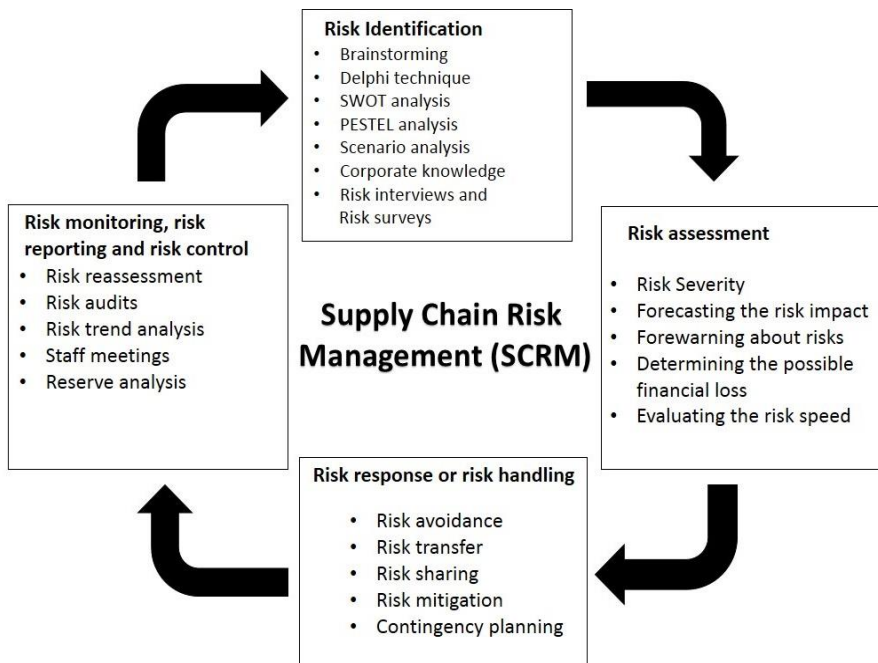 Risk Identification
• Brainstorming
• Delphi technique
• SWOT analysis
• PESTEL analysis
• Scenario analysis
• Corporate knowledge
• Risk interviews and
Risk surveys
Risk assessment
• Risk Severity
• Forecasting the risk impact
• Forewarning about risks
• Determining the possible
financial loss
• Evaluating the risk speed
Risk response or risk handling
• Risk avoidance
• Risk transfer
• Risk sharing
• Risk mitigation
• Contingency planning
Risk monitoring, risk
reporting and risk control
• Risk reassessment
• Risk audits
• Risk trend analysis
• Staff meetings
• Reserve analysis
Supply Chain Risk
Management (SCRM)